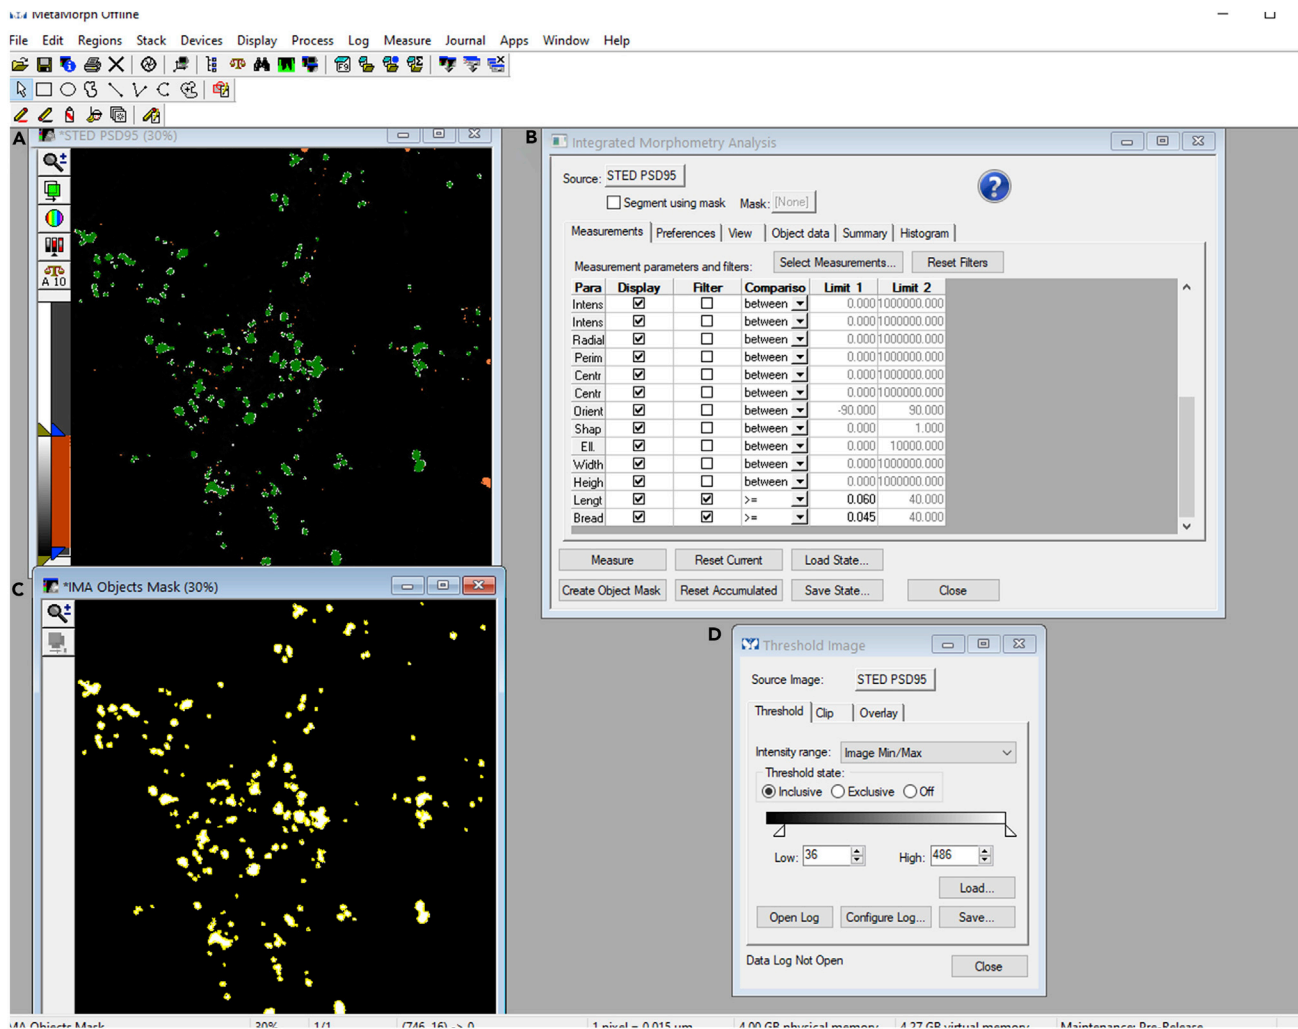 MetaMorph Offline
File Edit Regions Stack Devices Display Process Log Measure Journal Apps Window Help
A
*STED PSD95 (30%)
A 10
B
Integrated Morphometry Analysis
Source: STED PSD95
Segment using mask Mask: [None]
Measurements Preferences View Object data Summary Histogram
Measurement parameters and filters: Select Measurements... Reset Filters
Para Display Filter Compariso Limit 1 Limit 2
Intens between 0.000 1000000.000
Intens between 0.000 1000000.000
Radial between 0.000 1000000.000
Perim between 0.000 1000000.000
Centr between 0.000 1000000.000
Centr between 0.000 1000000.000
Orient between -90.000 90.000
Shap between 0.000 1.000
Ell. between 0.000 10000.000
Width between 0.000 1000000.000
Heigh between 0.000 1000000.000
Lengt >= 0.060 40.000
Bread >= 0.045 40.000
Measure Reset Current Load State...
Create Object Mask Reset Accumulated Save State... Close
C
*IMA Objects Mask (30%)
D
Threshold Image
Source Image: STED PSD95
Threshold Clip Overlay
Intensity range: Image Min/Max
Threshold state:
Inclusive Exclusive Off
Low: 36 High: 486
Load...
Open Log Configure Log... Save...
Data Log Not Open
Close
MA Objects Mask 30% 1/1 (746, 16) -> 0 1 pixel = 0.015 um 4.00 GB physical memory 4.27 GB virtual memory Maintenance: Pre-Release